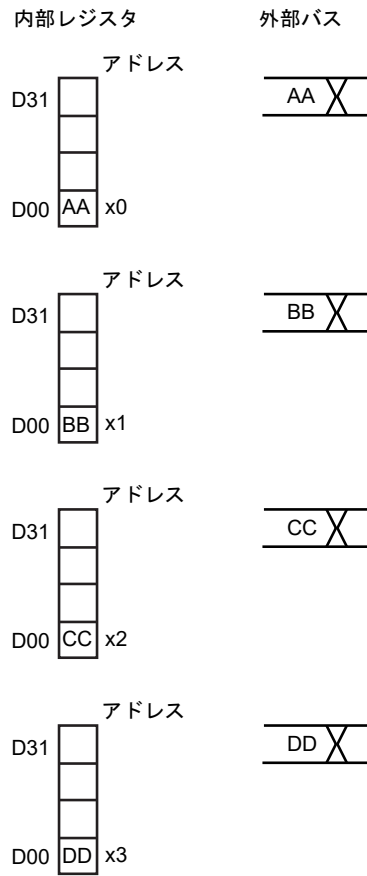 内部レジスタ 外部バス
アドレス
D31 AA
D00 AA x0
アドレス
D31 BB
D00 BB x1
アドレス
D31 CC
D00 CC x2
アドレス
D31 DD
D00 DD x3